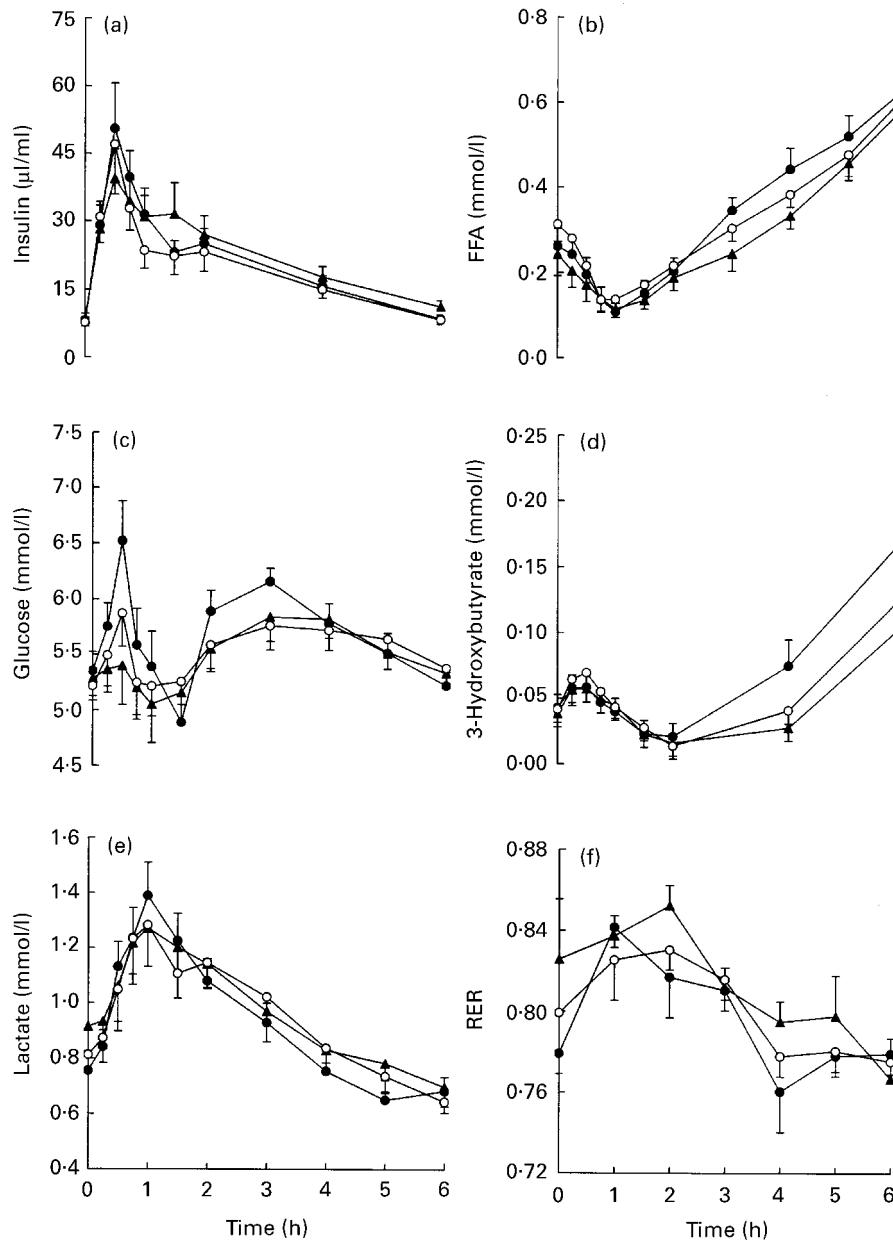 (a)
Insulin (µl/ml)
75
60
45
30
15
0
(b)
FFA (mmol/l)
0·8
0·6
0·4
0·2
0·0
(c)
Glucose (mmol/l)
7·5
7·0
6·5
6·0
5·5
5·0
4·5
(d)
3-Hydroxybutyrate (mmol/l)
0·25
0·20
0·15
0·10
0·05
0·00
(e)
Lactate (mmol/l)
1·6
1·4
1·2
1·0
0·8
0·6
0·4
0 1 2 3 4 5 6
Time (h)
(f)
RER
0·88
0·84
0·80
0·76
0·72
0 1 2 3 4 5 6
Time (h)